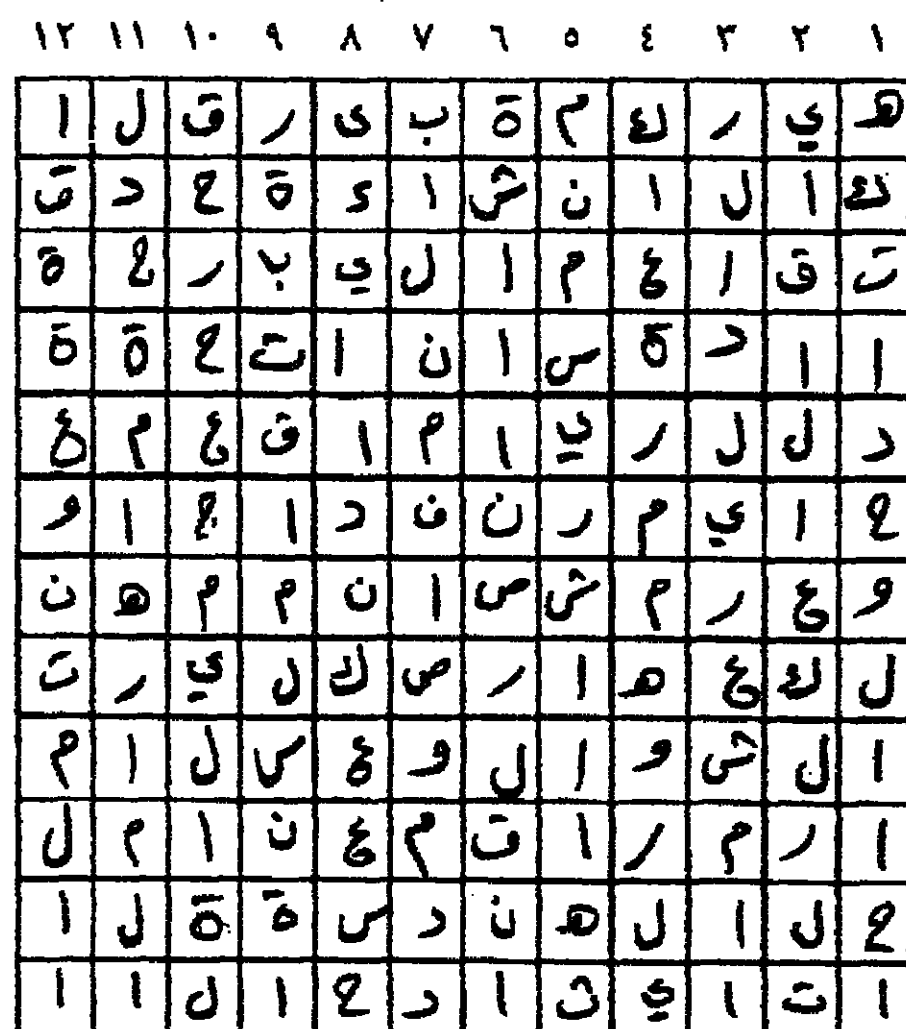 ١ ٢ ٣ ٤ ٥ ٦ ٧ ٨ ٩ ١٠ ١١ ١٢
هـ ي ر ك م ة ب ى ر ق ل ا
ك ا ل ا ن ش ا ء ة ح د ق
ت ق ا ع م ا ل ي ب ر ح ة
ا ا د ة س ا ن ا ت ح ة ة
د ل ل ر ي ا م ا ق ع م ع
ح ا ي م ر ن ف د ا ج ا و
و ع ر م ش ص ا ن م م هـ ن
ل ك ع هـ ا ر ص ك ل ي ر ت
ا ل ش و ا ل و ع س ل ا م
ا ر م ر ا ق م ع ن ا م ل
ح ل ا ل هـ ن د س ة ة ل ا
ا ت ا ي ث ا د ح ا ل ا ا